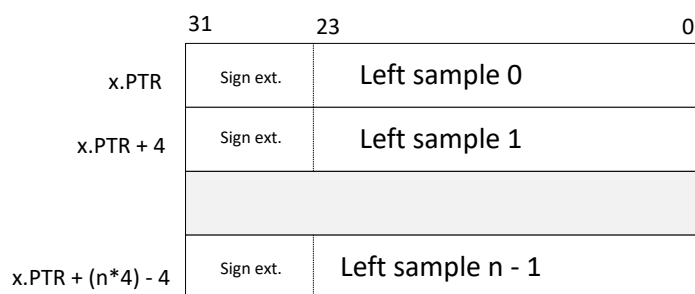 31 23 0
x.PTR Sign ext. Left sample 0
x.PTR + 4 Sign ext. Left sample 1
x.PTR + (n*4) - 4 Sign ext. Left sample n - 1